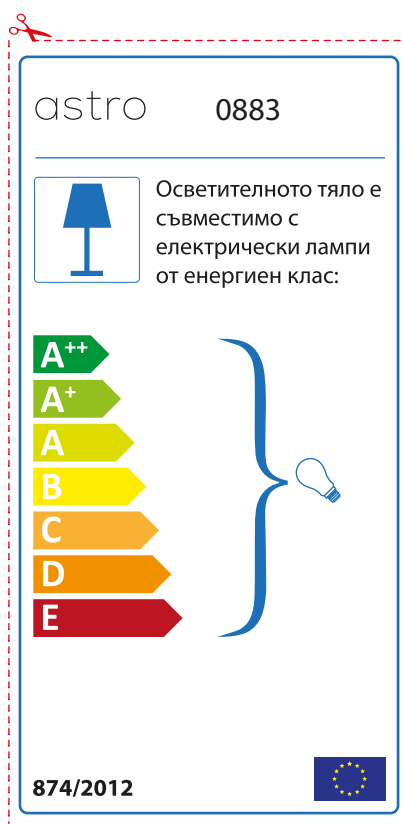 astro 0883
Осветителното тяло е
съвместимо с
електрически лампи
от енергиен клас:
A++
A+
A
B
C
D
E
874/2012